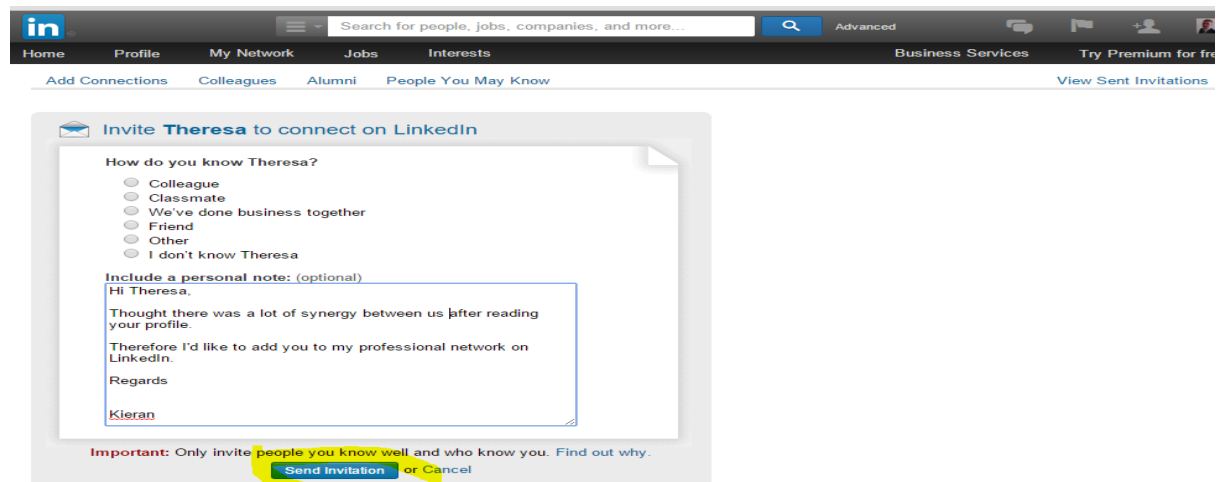 in
Search for people, jobs, companies, and more...
Advanced
Home Profile My Network Jobs Interests Business Services Try Premium for fre
Add Connections Colleagues Alumni People You May Know View Sent Invitations
Invite Theresa to connect on LinkedIn
How do you know Theresa?
Colleague
Classmate
We've done business together
Friend
Other
I don't know Theresa
Include a personal note: (optional)
Hi Theresa,
Thought there was a lot of synergy between us after reading
your profile.
Therefore I'd like to add you to my professional network on
LinkedIn.
Regards
Kieran
Important: Only invite people you know well and who know you. Find out why.
Send Invitation or Cancel